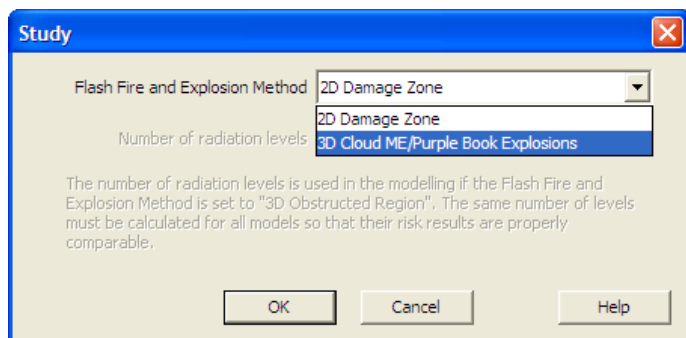 Study
Flash Fire and Explosion Method 2D Damage Zone
2D Damage Zone
Number of radiation levels 3D Cloud ME/Purple Book Explosions
The number of radiation levels is used in the modelling if the Flash Fire and
Explosion Method is set to "3D Obstructed Region". The same number of levels
must be calculated for all models so that their risk results are properly
comparable.
OK Cancel Help